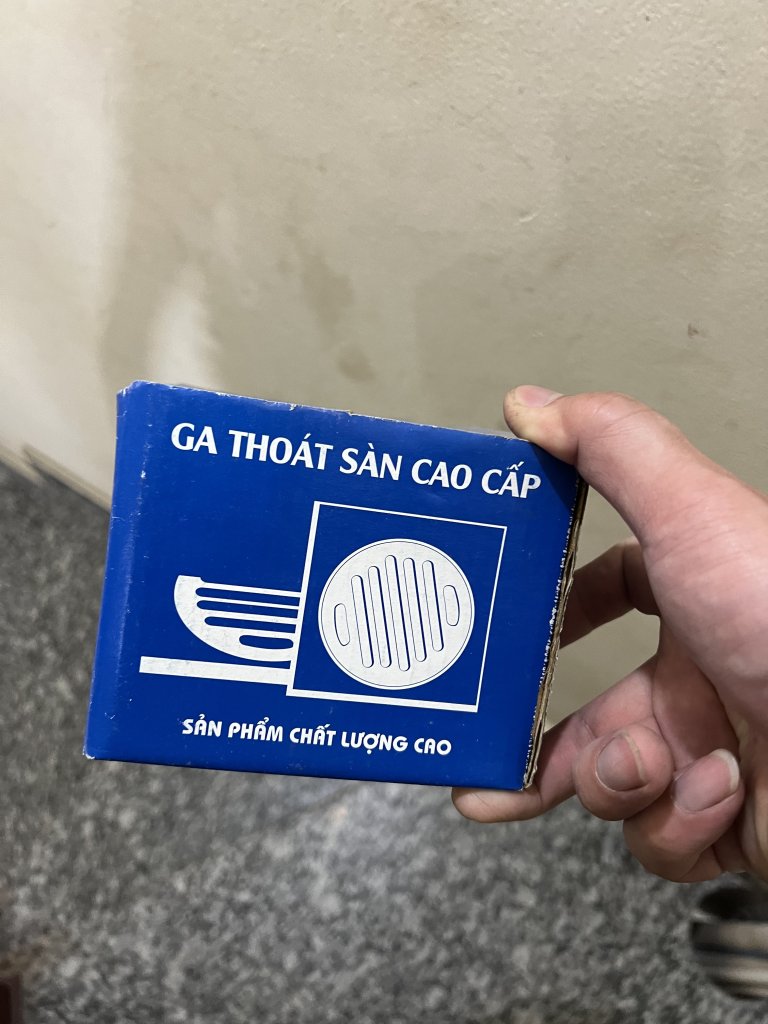 GA THOÁT SÀN CAO CẤP
SẢN PHẨM CHẤT LƯỢNG CAO